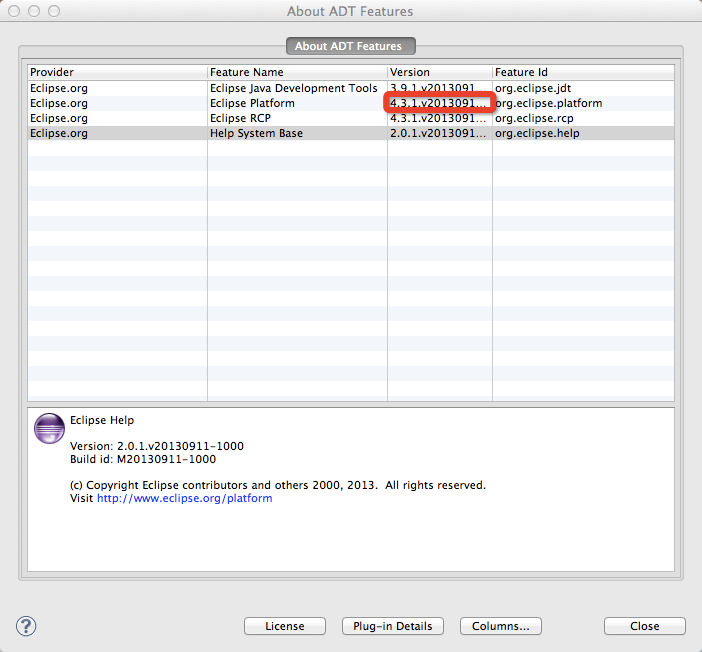 About ADT Features
About ADT Features
Provider Feature Name Version Feature Id
Eclipse.org Eclipse Java Development Tools 3.9.1.v2013091... org.eclipse.jdt
Eclipse.org Eclipse Platform 4.3.1.v2013091... org.eclipse.platform
Eclipse.org Eclipse RCP 4.3.1.v2013091... org.eclipse.rcp
Eclipse.org Help System Base 2.0.1.v2013091... org.eclipse.help
Eclipse Help
Version: 2.0.1.v20130911-1000
Build id: M20130911-1000
(c) Copyright Eclipse contributors and others 2000, 2013.  All rights reserved.
Visit http://www.eclipse.org/platform
? License Plug-in Details Columns... Close